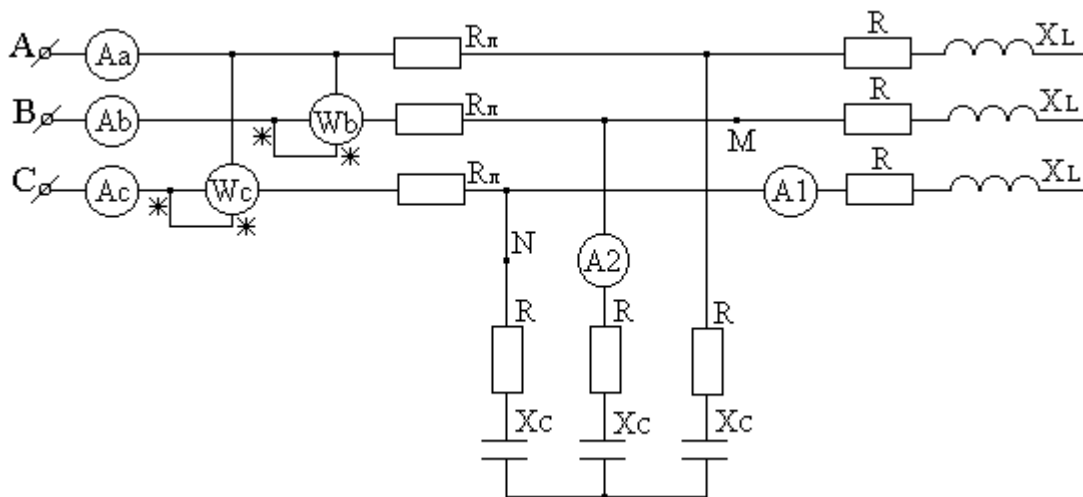 A Aa Rл R XL
B Ab * Wb * Rл M R XL
C Ac * Wc * Rл A1 R XL
N A2
R R R
Xc Xc Xc